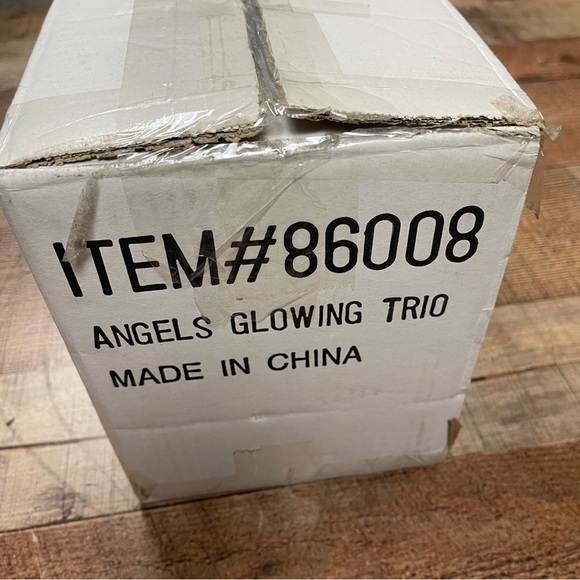 ITEM#86008
ANGELS GLOWING TRIO
MADE IN CHINA